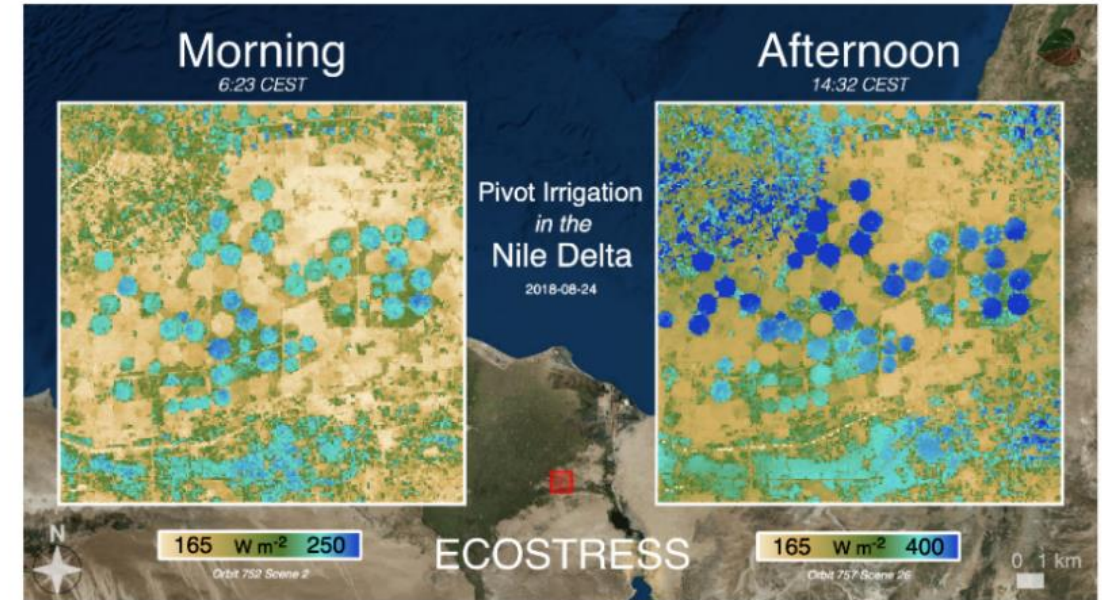 Morning
6:23 CEST
Afternoon
14:32 CEST
Pivot Irrigation
in the
Nile Delta
2018-08-24
N
165 W m-2 250
Orbit 752 Scene 2
ECOSTRESS
165 W m-2 400
Orbit 757 Scene 26
0 1 km